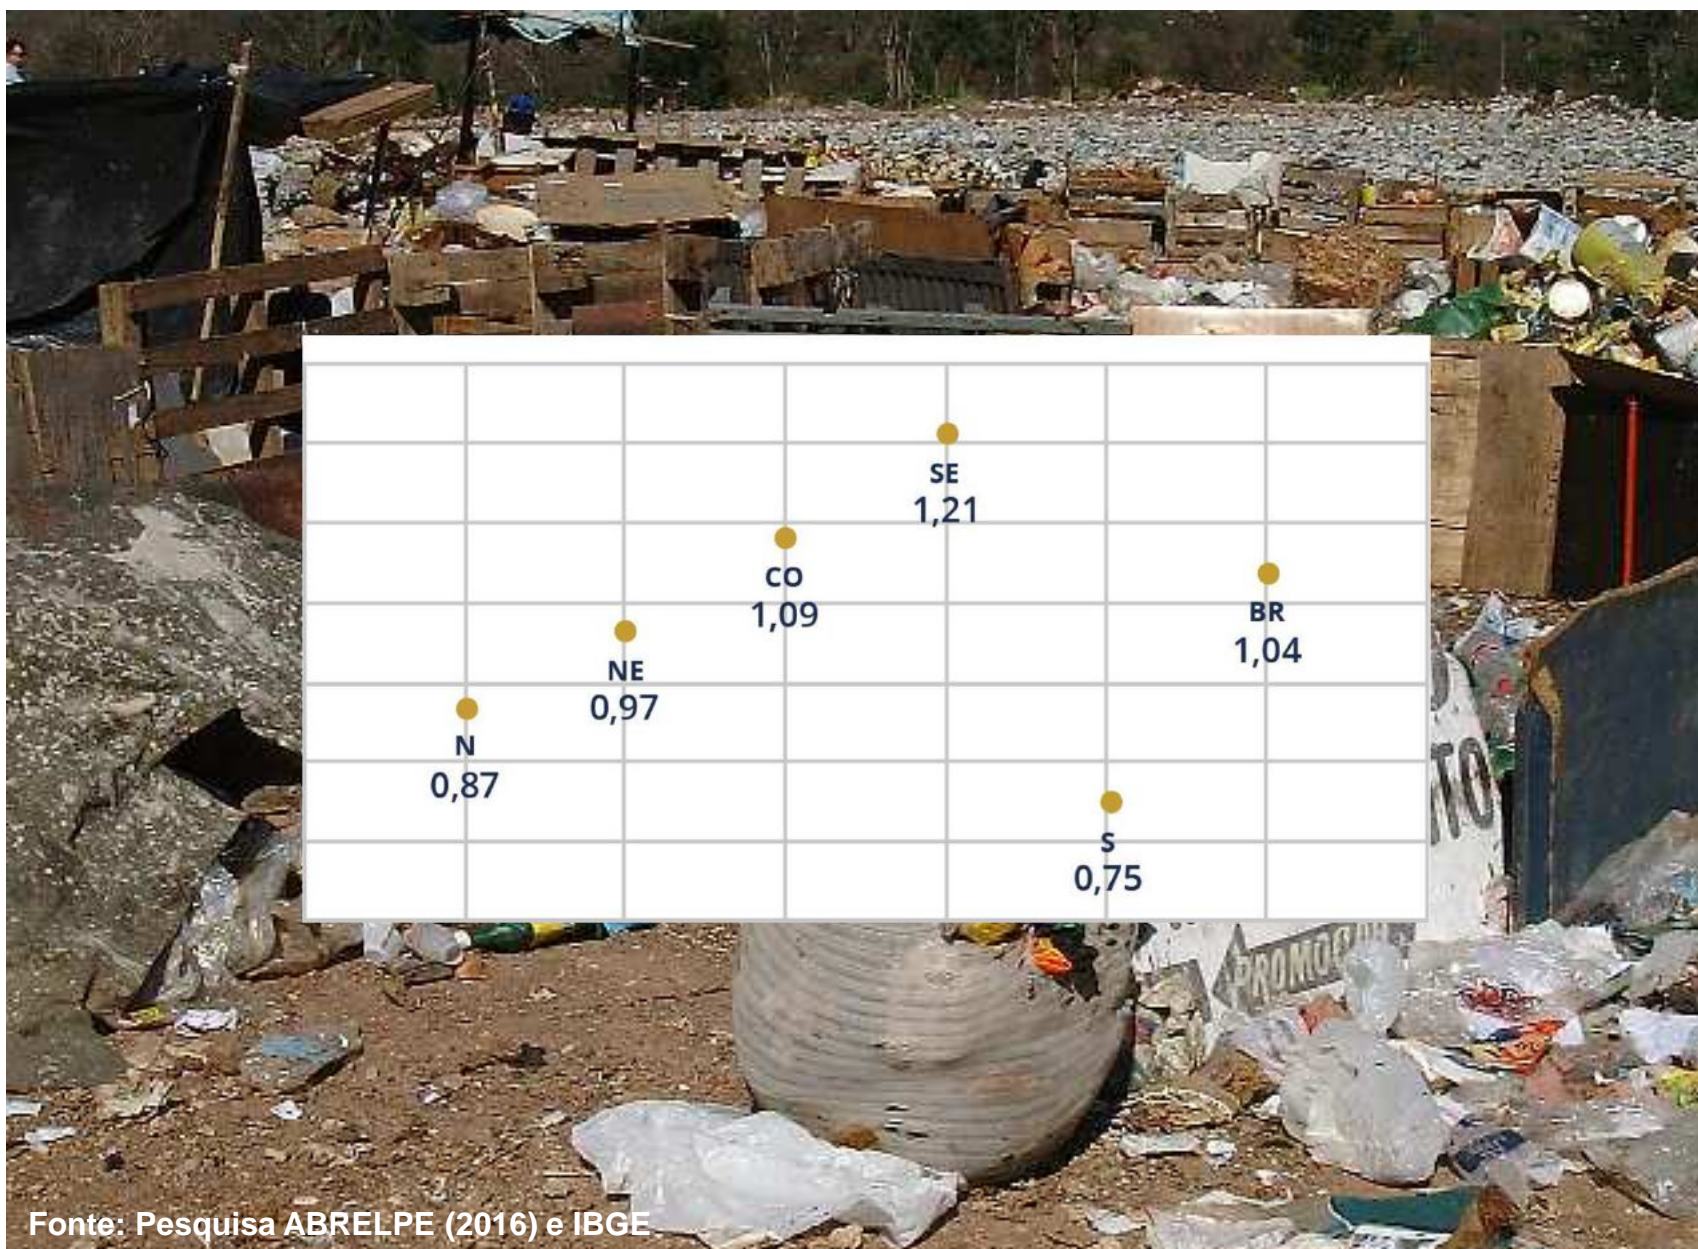 SE
1,21
CO
1,09
BR
1,04
NE
0,97
N
0,87
S
0,75
TO
Fonte: Pesquisa ABRELPE (2016) e IBGE